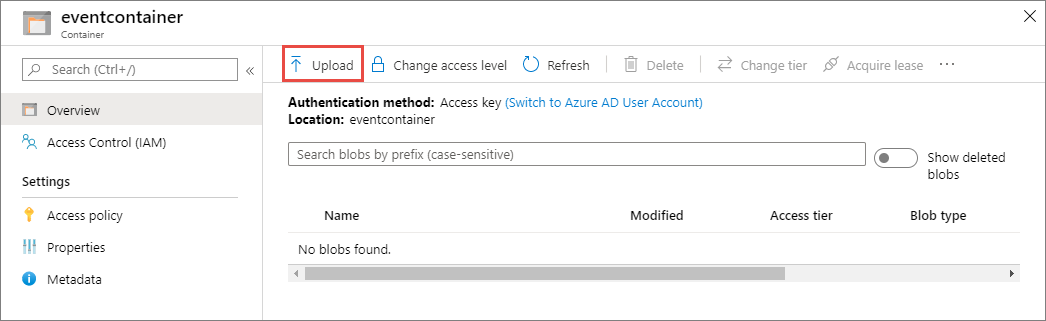 eventcontainer
Container
Search (Ctrl+/)
«
Overview
Access Control (IAM)
Settings
Access policy
Properties
Metadata
Upload
Change access level
Refresh
Delete
Change tier
Acquire lease
...
Authentication method: Access key (Switch to Azure AD User Account)
Location: eventcontainer
Search blobs by prefix (case-sensitive)
Show deleted
blobs
Name Modified Access tier Blob type
No blobs found.